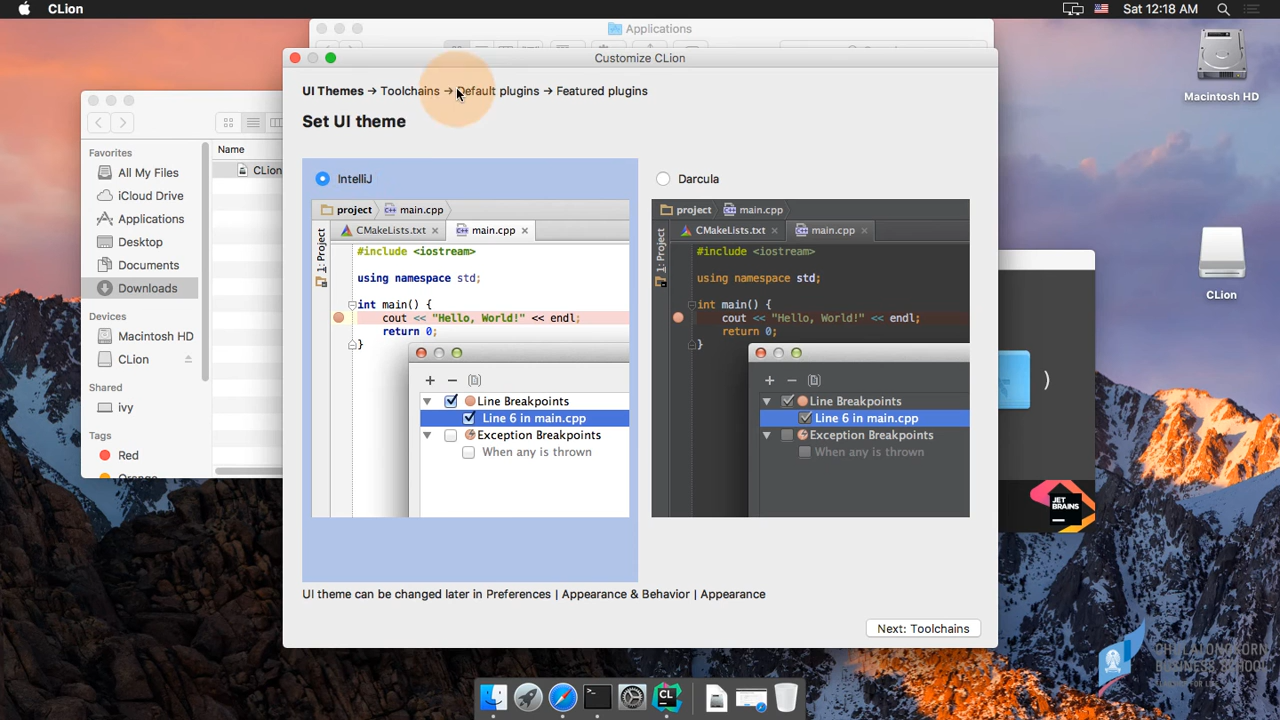 CLion
Sat 12:18 AM
Applications
Macintosh HD
CLion
Favorites
All My Files
iCloud Drive
Applications
Desktop
Documents
Downloads
Devices
Macintosh HD
CLion
Shared
ivy
Tags
Red
Orange
Name
CLion
Customize CLion
UI Themes → Toolchains → Default plugins → Featured plugins
Set UI theme
IntelliJ
project main.cpp
CMakeLists.txt main.cpp
1: Project
#include <iostream>
using namespace std;
int main() {
cout << "Hello, World!" << endl;
return 0;
}
Line Breakpoints
Line 6 in main.cpp
Exception Breakpoints
When any is thrown
Darcula
project main.cpp
CMakeLists.txt main.cpp
1: Project
#include <iostream>
using namespace std;
int main() {
cout << "Hello, World!" << endl;
return 0;
}
Line Breakpoints
Line 6 in main.cpp
Exception Breakpoints
When any is thrown
UI theme can be changed later in Preferences | Appearance & Behavior | Appearance
Next: Toolchains
)
JET
BRAINS
CHULALONGKORN
BUSINESS SCHOOL
CL